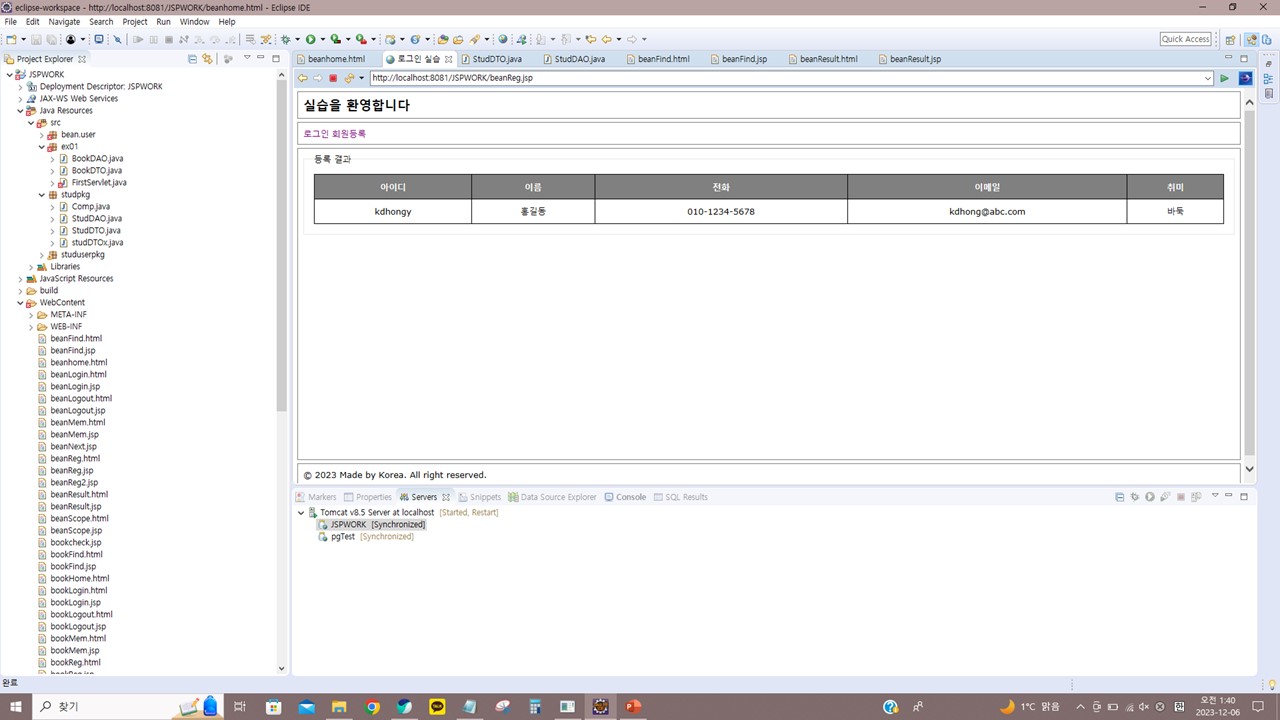 eclipse-workspace - http://localhost:8081/JSPWORK/beanhome.html - Eclipse IDE
File Edit Navigate Search Project Run Window Help
Quick Access
Project Explorer
JSPWORK
Deployment Descriptor: JSPWORK
JAX-WS Web Services
Java Resources
src
bean.user
ex01
BookDAO.java
BookDTO.java
FirstServlet.java
studpkg
Comp.java
StudDAO.java
StudDTO.java
studDTOx.java
studuserpkg
Libraries
JavaScript Resources
build
WebContent
META-INF
WEB-INF
beanFind.html
beanFind.jsp
beanhome.html
beanLogin.html
beanLogin.jsp
beanLogout.html
beanLogout.jsp
beanMem.html
beanMem.jsp
beanNext.jsp
beanReg.html
beanReg.jsp
beanReg2.jsp
beanResult.html
beanResult.jsp
beanScope.html
beanScope.jsp
bookcheck.jsp
bookFind.html
bookFind.jsp
bookHome.html
bookLogin.html
bookLogin.jsp
bookLogout.html
bookLogout.jsp
bookMem.html
bookMem.jsp
bookReg.html
beanhome.html 로그인 실습 StudDTO.java StudDAO.java beanFind.html beanFind.jsp beanResult.html beanResult.jsp
http://localhost:8081/JSPWORK/beanReg.jsp
실습을 환영합니다
로그인 회원등록
등록 결과
아이디 이름 전화 이메일 취미
kdhongy 홍길동 010-1234-5678 kdhong@abc.com 바둑
© 2023 Made by Korea. All right reserved.
Markers Properties Servers Snippets Data Source Explorer Console SQL Results
Tomcat v8.5 Server at localhost [Started, Restart]
JSPWORK [Synchronized]
pgTest [Synchronized]
완료
찾기
TALK
1°C 맑음
오전 1:40
2023-12-06